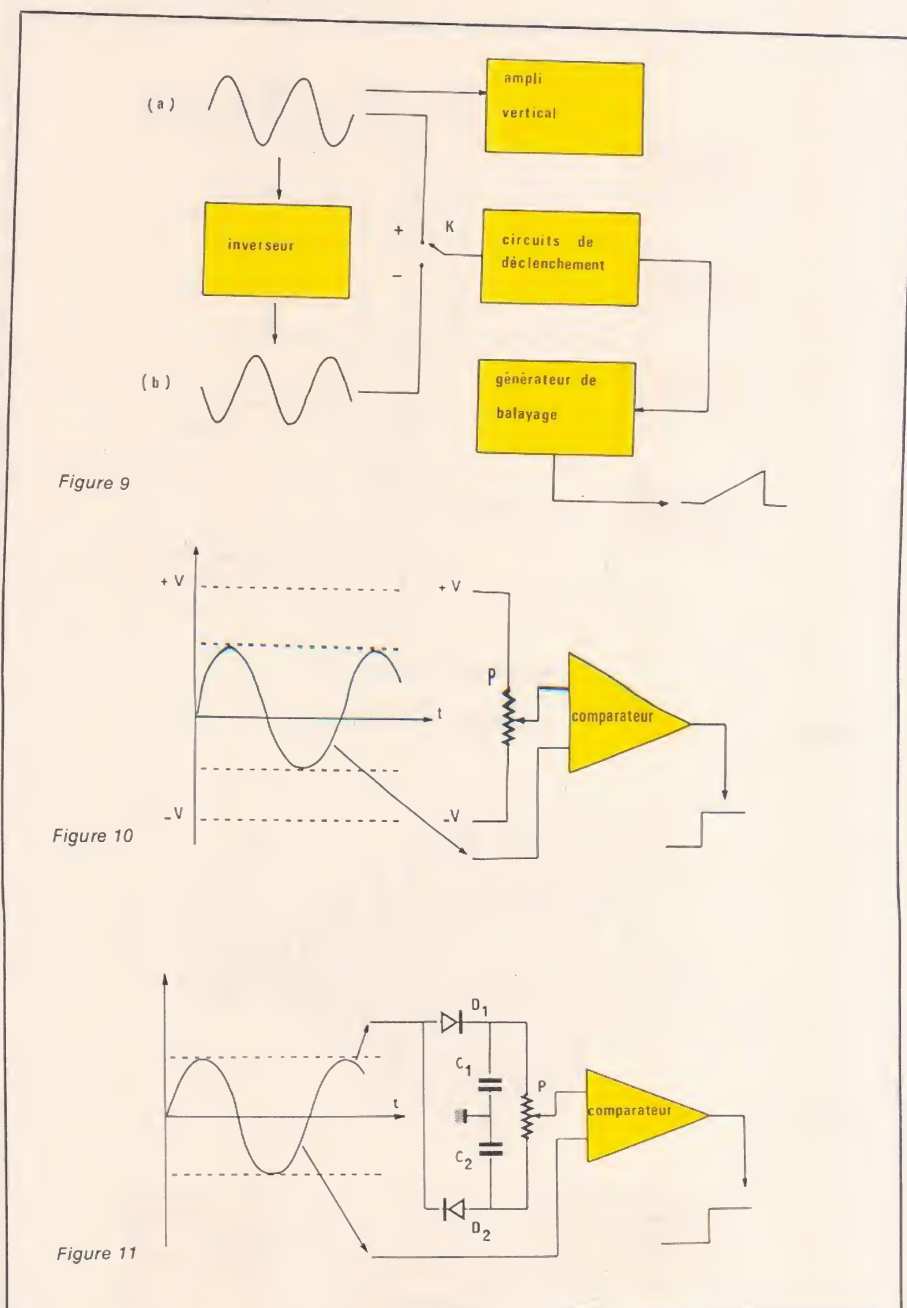 (a)
ampli
vertical
inverseur
+
K
–
circuits de
déclenchement
(b)
générateur de
balayage
Figure 9
+ V
+ V
P
t
comparateur
–V
–V
Figure 10
D1
C1
P
t
comparateur
C2
D2
Figure 11